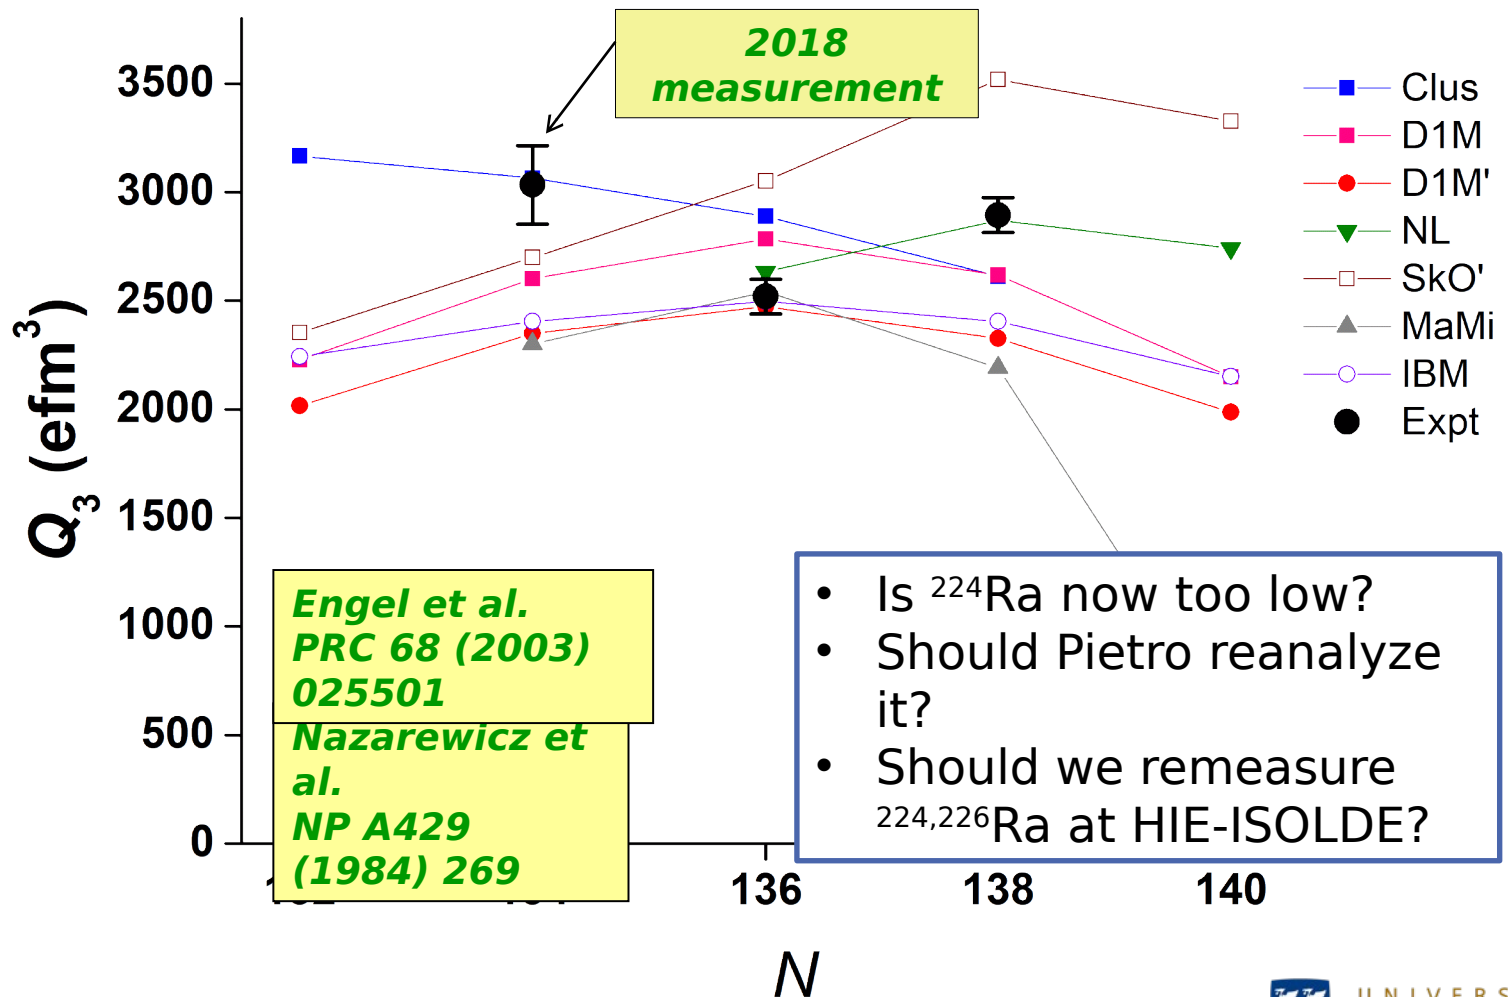 2018
measurement
3500
3000
2500
2000
1500
1000
500
0
Q3 (efm3)
Clus
D1M
D1M'
NL
SkO'
MaMi
IBM
Expt
Engel et al.
PRC 68 (2003)
025501
Nazarewicz et
al.
NP A429
(1984) 269
• Is 224Ra now too low?
• Should Pietro reanalyze
it?
• Should we remeasure
224,226Ra at HIE-ISOLDE?
136 138 140
N